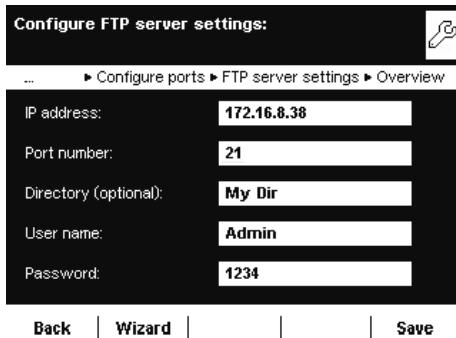 Configure FTP server settings:
... ▸ Configure ports ▸ FTP server settings ▸ Overview
IP address: 172.16.8.38
Port number: 21
Directory (optional): My Dir
User name: Admin
Password: 1234
Back Wizard Save